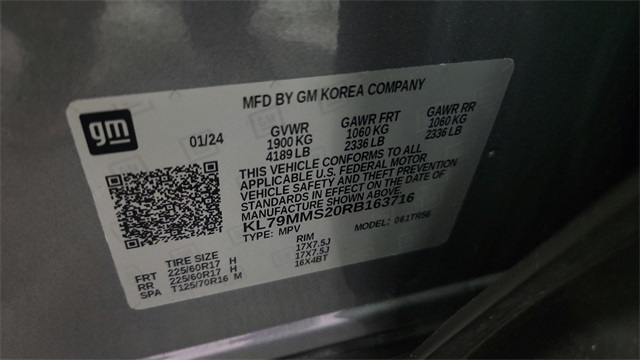 MFD BY GM KOREA COMPANY
gm
01/24
GVWR GAWR FRT GAWR RR
1900 KG 1060 KG 1060 KG
4189 LB 2336 LB 2336 LB
THIS VEHICLE CONFORMS TO ALL
APPLICABLE U.S. FEDERAL MOTOR
VEHICLE SAFETY AND THEFT PREVENTION
STANDARDS IN EFFECT ON THE DATE OF
MANUFACTURE SHOWN ABOVE.
KL79MMS20RB163716
TYPE: MPV MODEL: 061TR56
TIRE SIZE RIM
FRT 225/60R17 H 17X7.5J
RR 225/60R17 H 17X7.5J
SPA T125/70R16 M 16X4BT